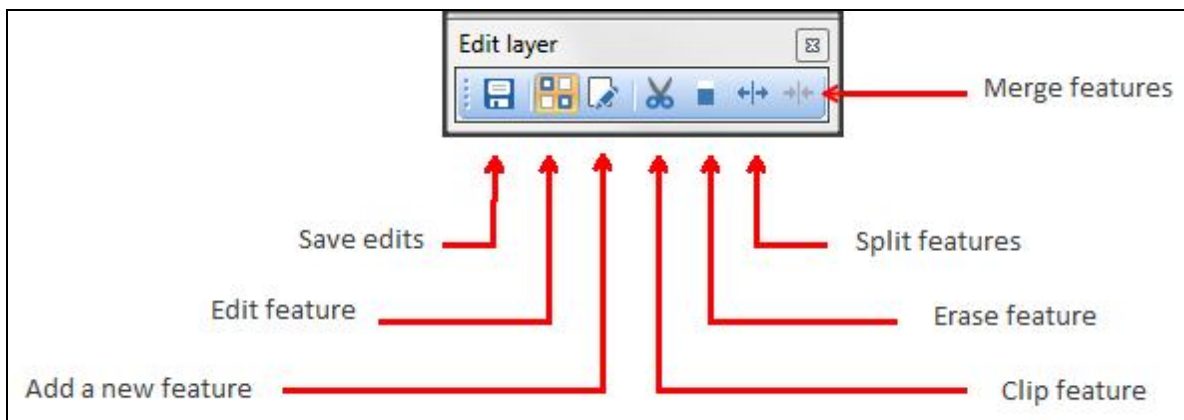 Edit layer
Merge features
Save edits
Split features
Edit feature
Erase feature
Add a new feature
Clip feature